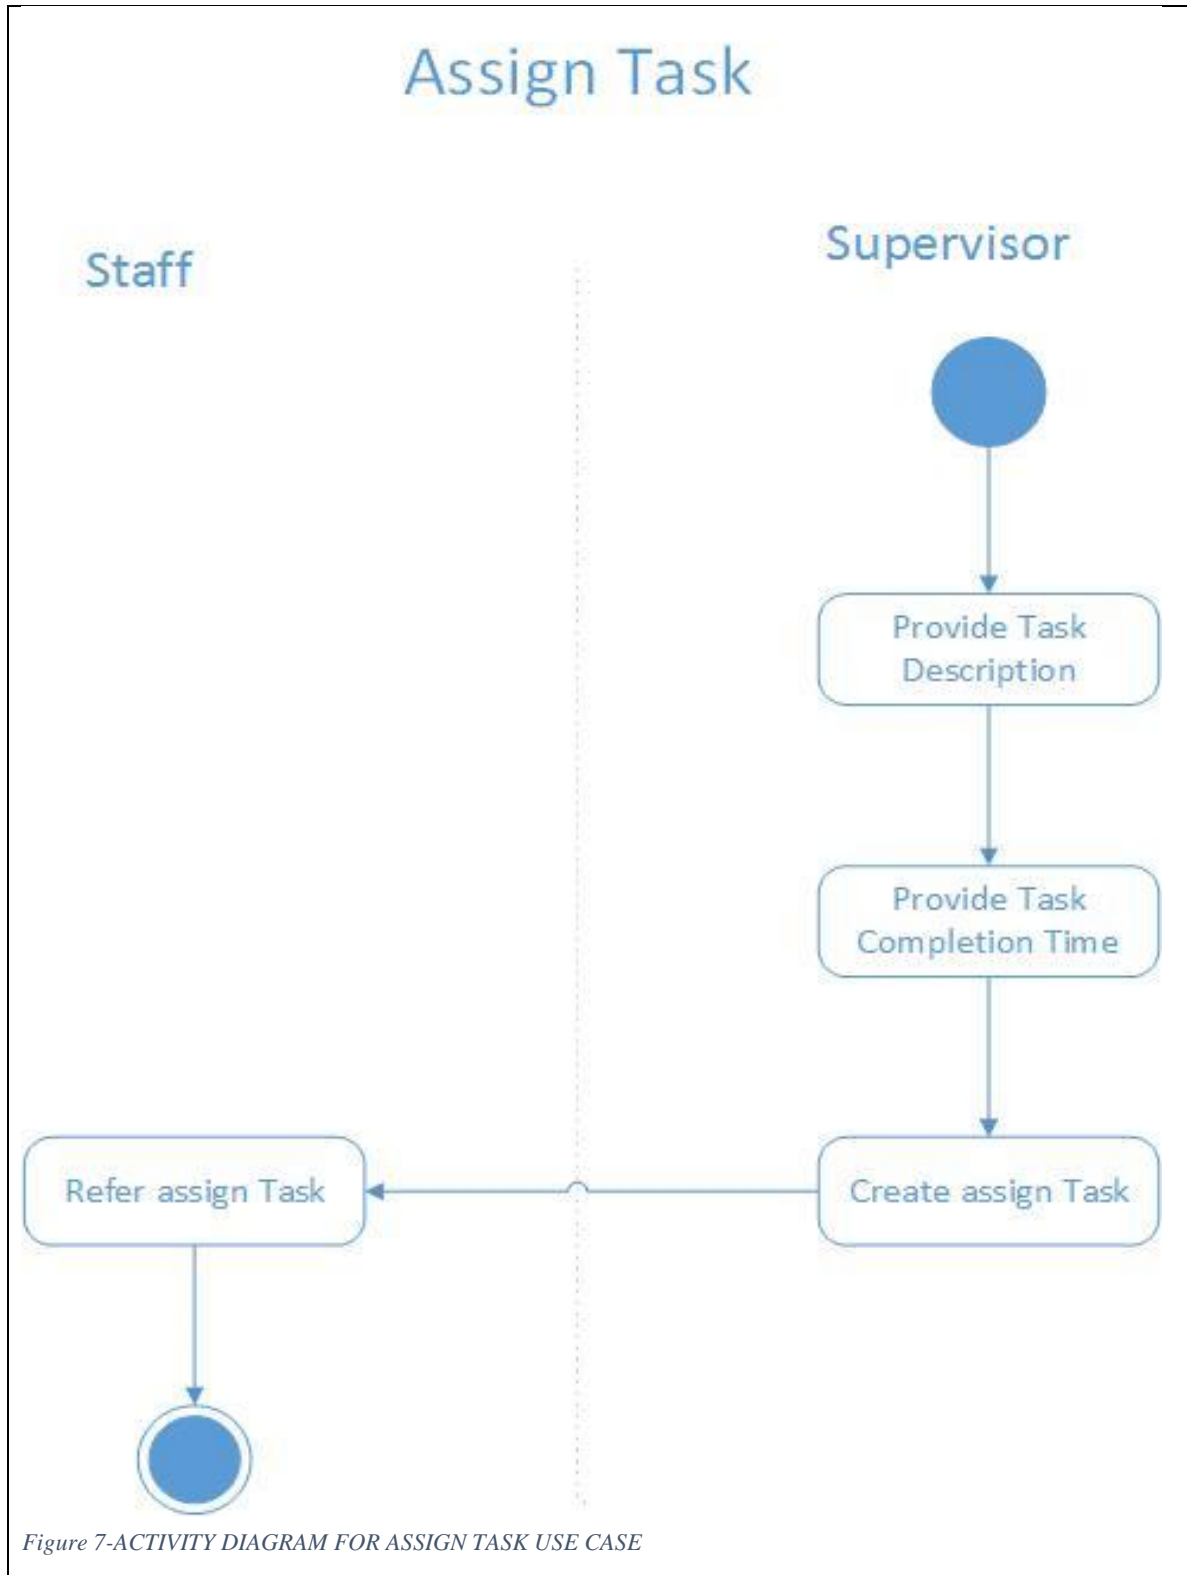 Assign Task
Staff
Supervisor
Provide Task
Description
Provide Task
Completion Time
Refer assign Task
Create assign Task
Figure 7-ACTIVITY DIAGRAM FOR ASSIGN TASK USE CASE